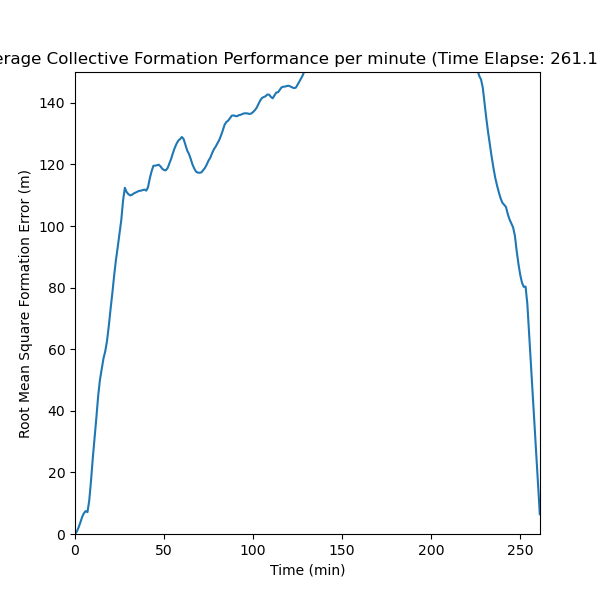 erage Collective Formation Performance per minute (Time Elapse: 261.1
140
120
100
80
60
40
20
0
Root Mean Square Formation Error (m)
0 50 100 150 200 250
Time (min)